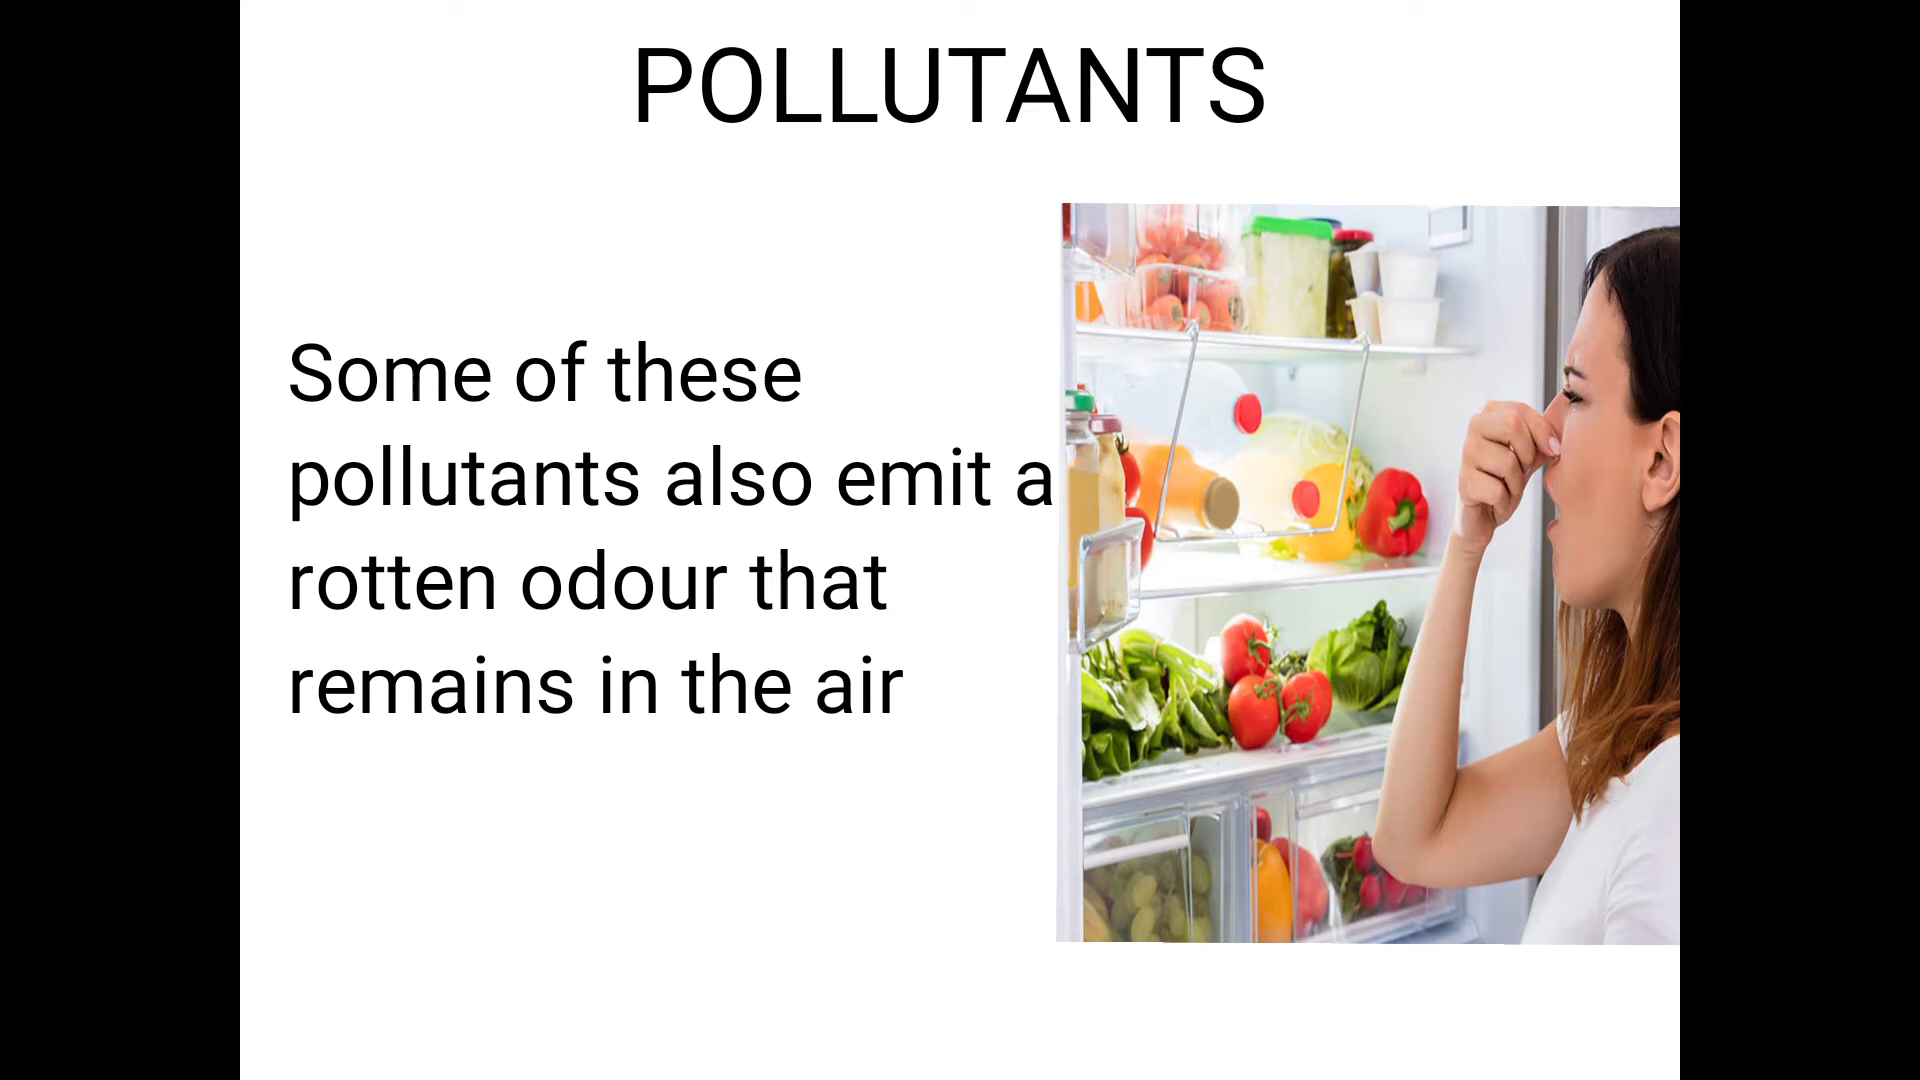 POLLUTANTS
Some of these
pollutants also emit a
rotten odour that
remains in the air